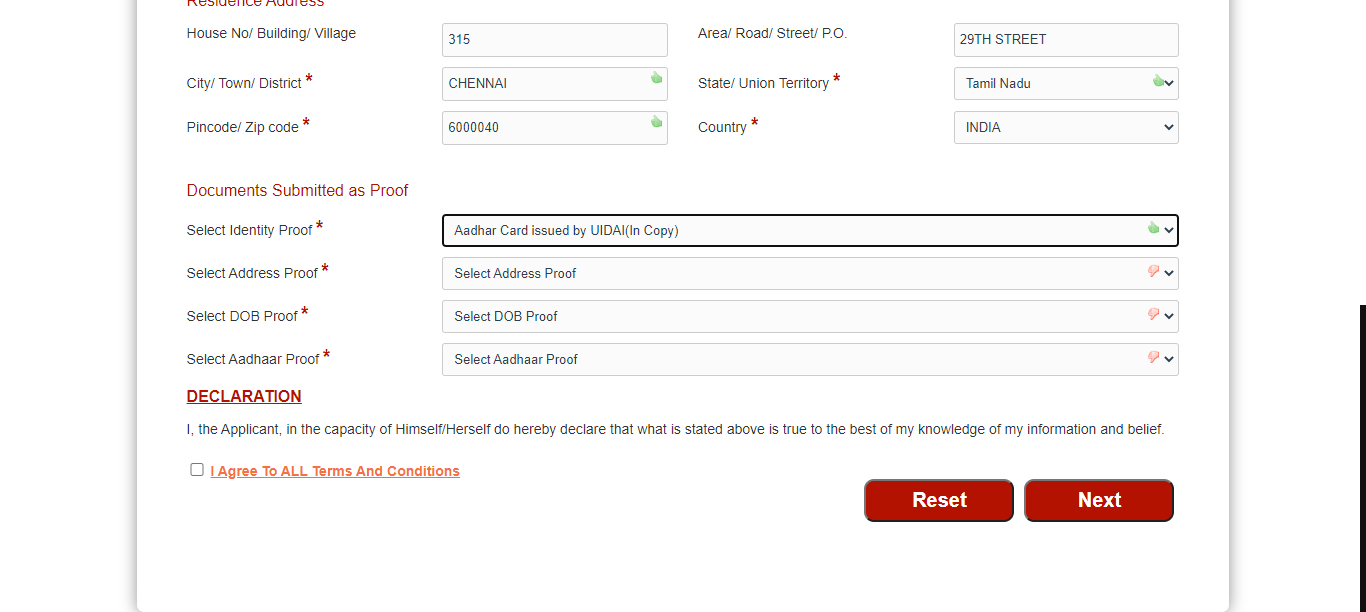 Residence Address
House No/ Building/ Village 315 Area/ Road/ Street/ P.O. 29TH STREET
City/ Town/ District * CHENNAI State/ Union Territory * Tamil Nadu
Pincode/ Zip code * 6000040 Country * INDIA
Documents Submitted as Proof
Select Identity Proof * Aadhar Card issued by UIDAI(In Copy)
Select Address Proof * Select Address Proof
Select DOB Proof * Select DOB Proof
Select Aadhaar Proof * Select Aadhaar Proof
DECLARATION
I, the Applicant, in the capacity of Himself/Herself do hereby declare that what is stated above is true to the best of my knowledge of my information and belief.
I Agree To ALL Terms And Conditions
Reset Next